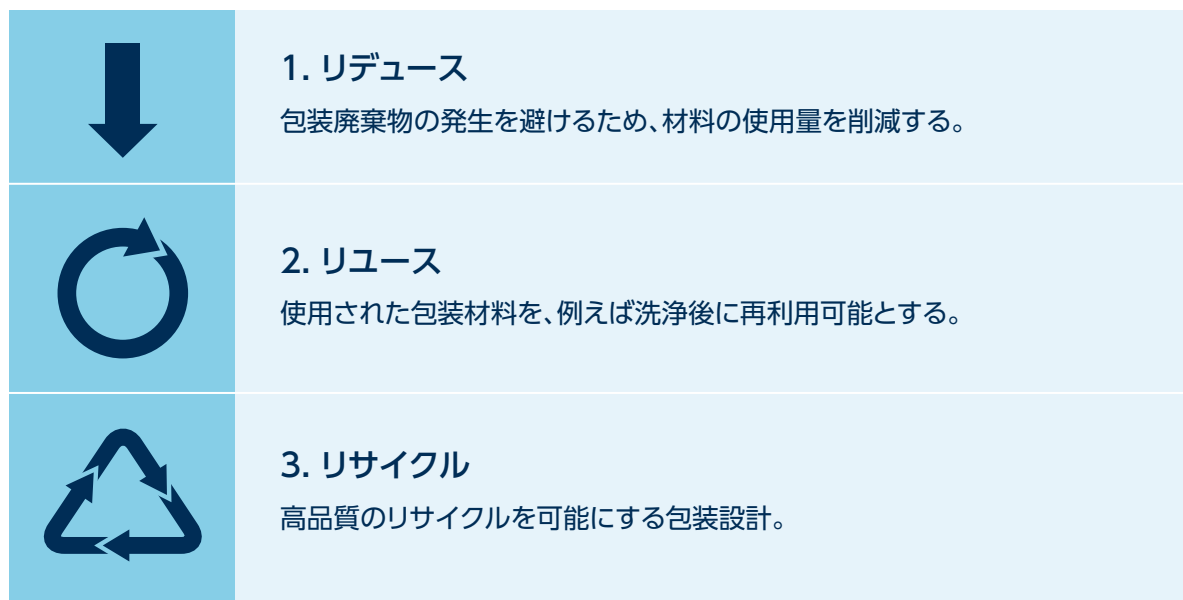 1. リデュース
包装廃棄物の発生を避けるため、材料の使用量を削減する。
2. リユース
使用された包装材料を、例えば洗浄後に再利用可能とする。
3. リサイクル
高品質のリサイクルを可能にする包装設計。